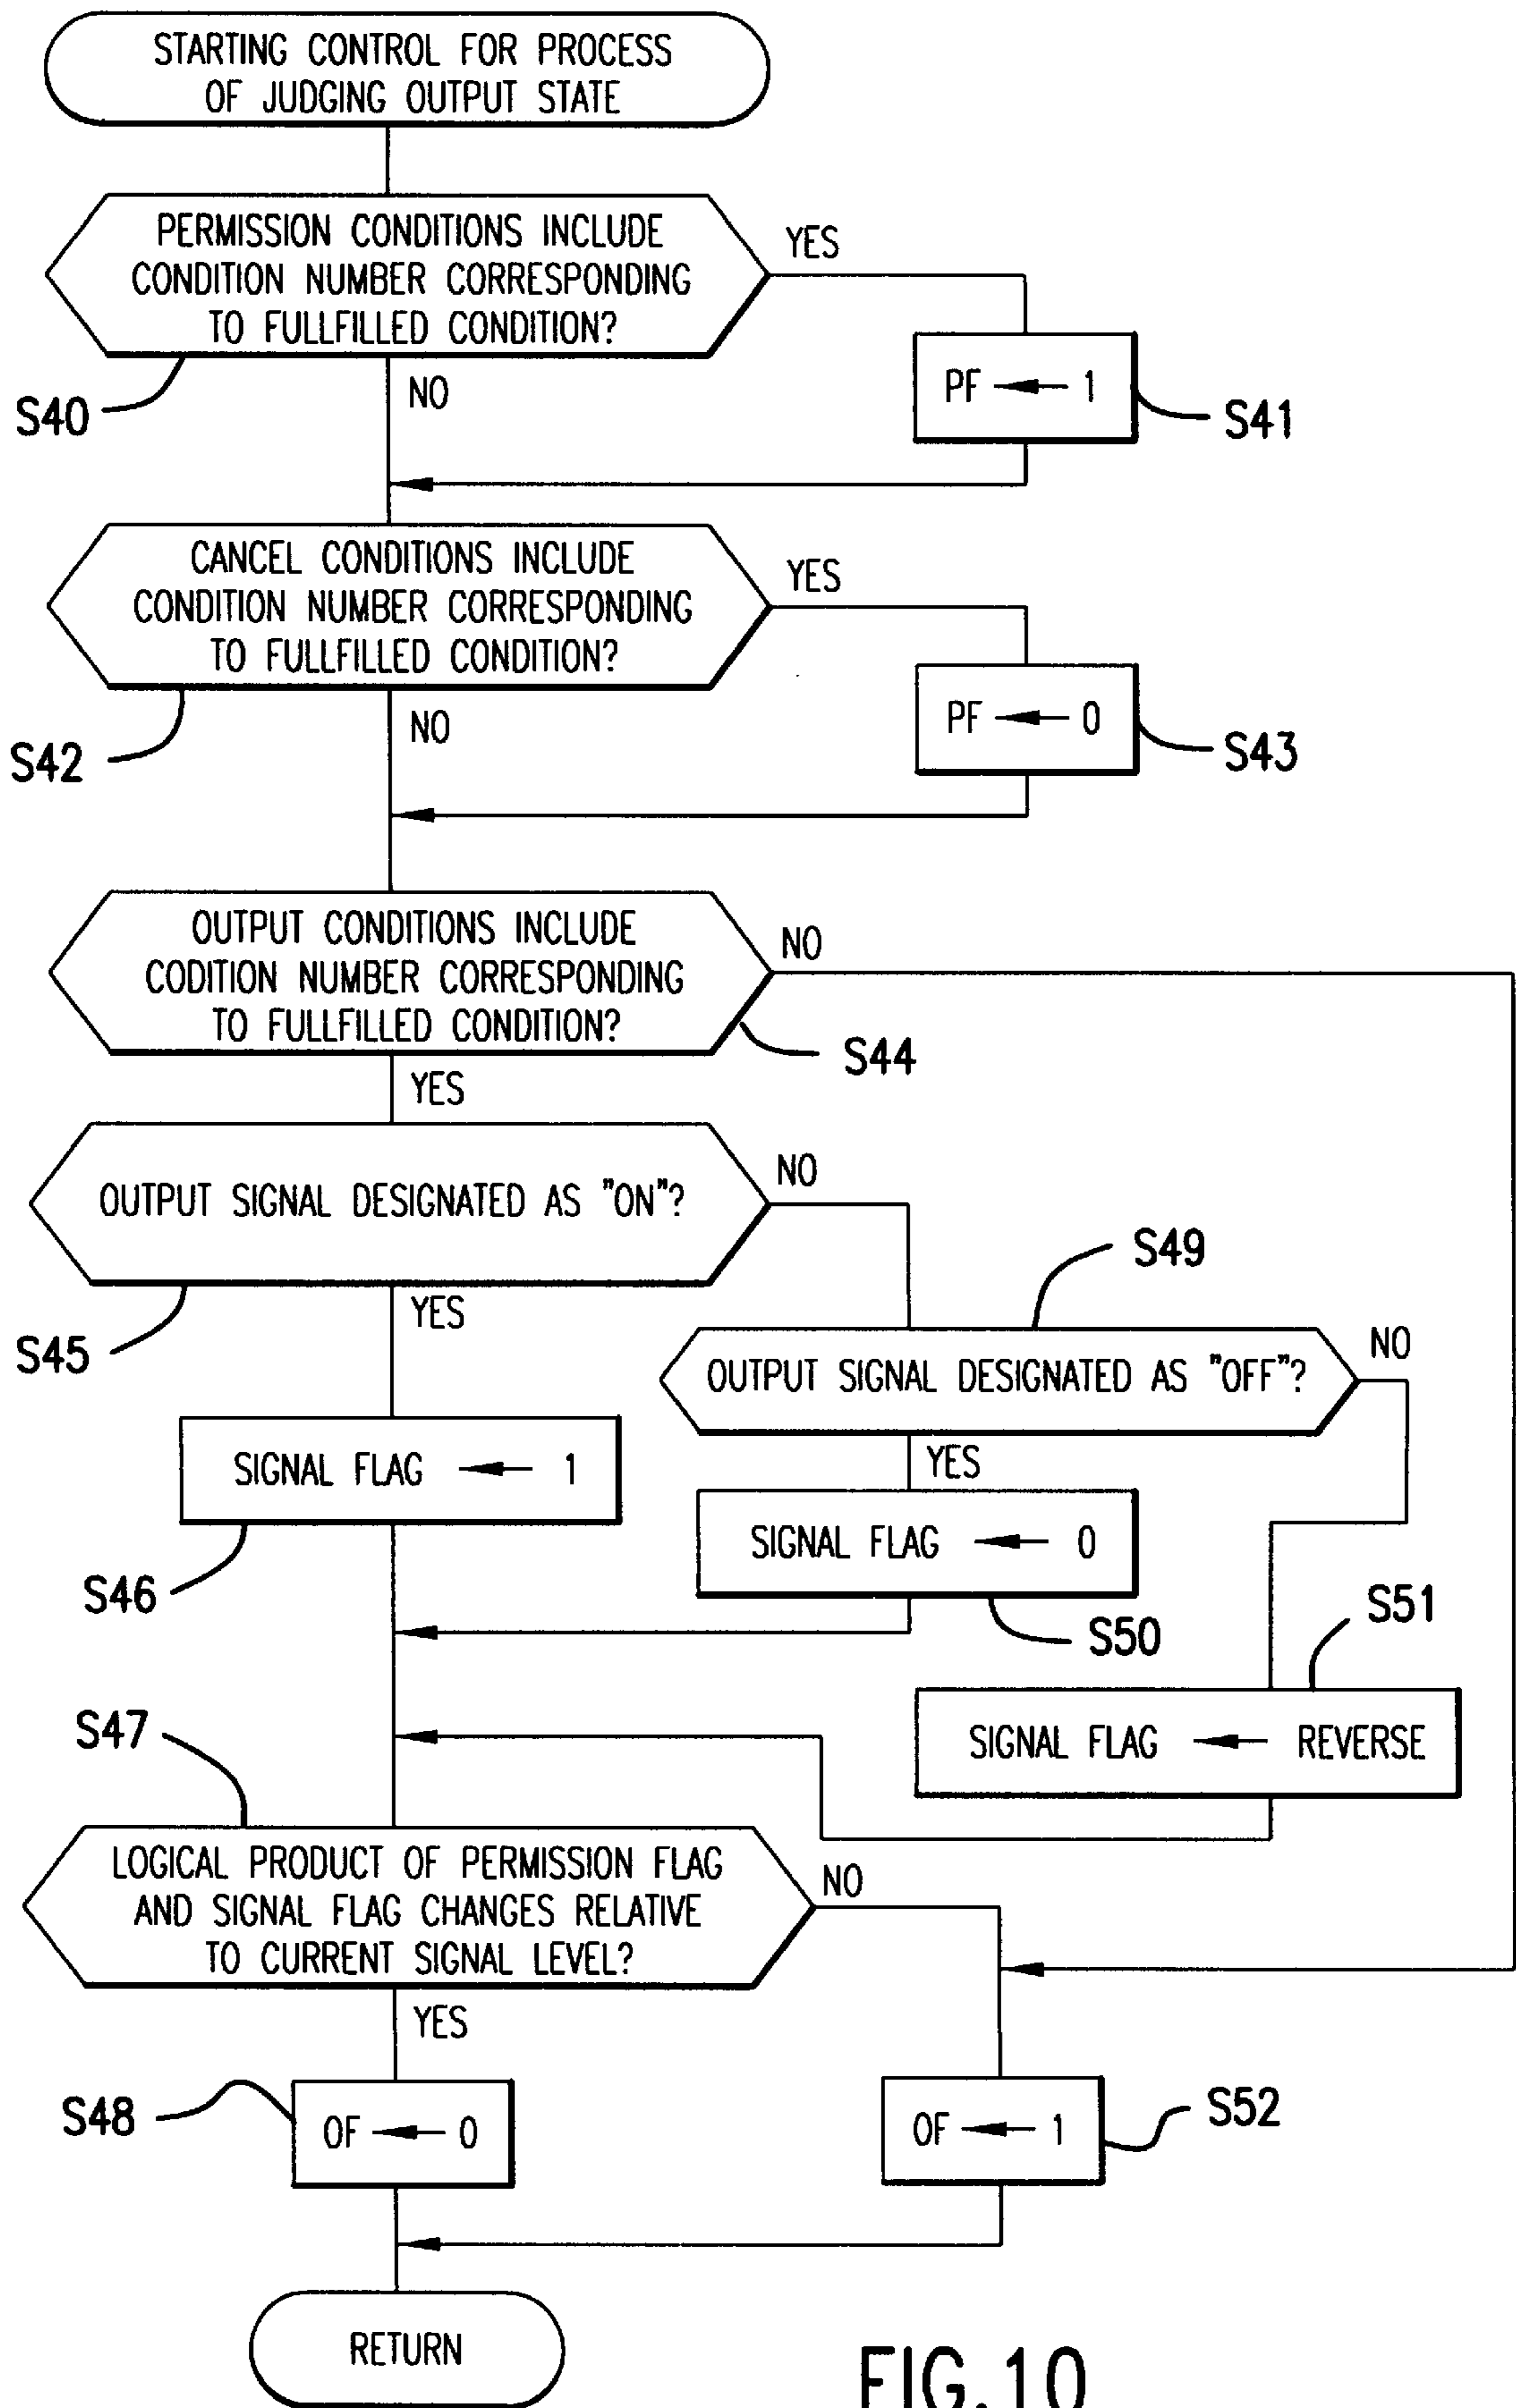 STARTING CONTROL FOR PROCESS
OF JUDGING OUTPUT STATE
PERMISSION CONDITIONS INCLUDE
CONDITION NUMBER CORRESPONDING
TO FULLFILLED CONDITION?
YES
NO
S40
PF ← 1
S41
CANCEL CONDITIONS INCLUDE
CONDITION NUMBER CORRESPONDING
TO FULLFILLED CONDITION?
YES
NO
S42
PF ← 0
S43
OUTPUT CONDITIONS INCLUDE
CODITION NUMBER CORRESPONDING
TO FULLFILLED CONDITION?
NO
S44
YES
OUTPUT SIGNAL DESIGNATED AS "ON"?
NO
S45
YES
S49
OUTPUT SIGNAL DESIGNATED AS "OFF"?
NO
YES
SIGNAL FLAG ← 1
S46
SIGNAL FLAG ← 0
S50
S51
SIGNAL FLAG ← REVERSE
S47
LOGICAL PRODUCT OF PERMISSION FLAG
AND SIGNAL FLAG CHANGES RELATIVE
TO CURRENT SIGNAL LEVEL?
NO
YES
S48
OF ← 0
OF ← 1
S52
RETURN
FIG.10